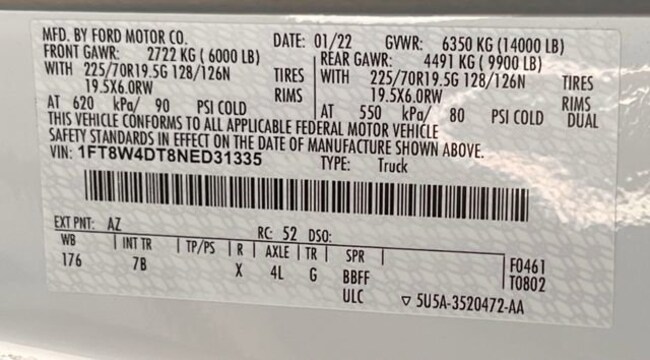 MFD. BY FORD MOTOR CO. DATE: 01/22 GVWR: 6350 KG (14000 LB)
FRONT GAWR: 2722 KG ( 6000 LB) REAR GAWR: 4491 KG ( 9900 LB)
WITH 225/70R19.5G 128/126N TIRES WITH 225/70R19.5G 128/126N TIRES
19.5X6.0RW RIMS 19.5X6.0RW RIMS
AT 620 kPa/ 90 PSI COLD AT 550 kPa/ 80 PSI COLD DUAL
THIS VEHICLE CONFORMS TO ALL APPLICABLE FEDERAL MOTOR VEHICLE
SAFETY STANDARDS IN EFFECT ON THE DATE OF MANUFACTURE SHOWN ABOVE.
VIN: 1FT8W4DT8NED31335 TYPE: Truck
EXT PNT: AZ RC: 52 DSO:
WB | INT TR | TP/PS | R | AXLE | TR | SPR F0461
176 7B X 4L G BBFF T0802
ULC ▽ 5U5A-3520472-AA